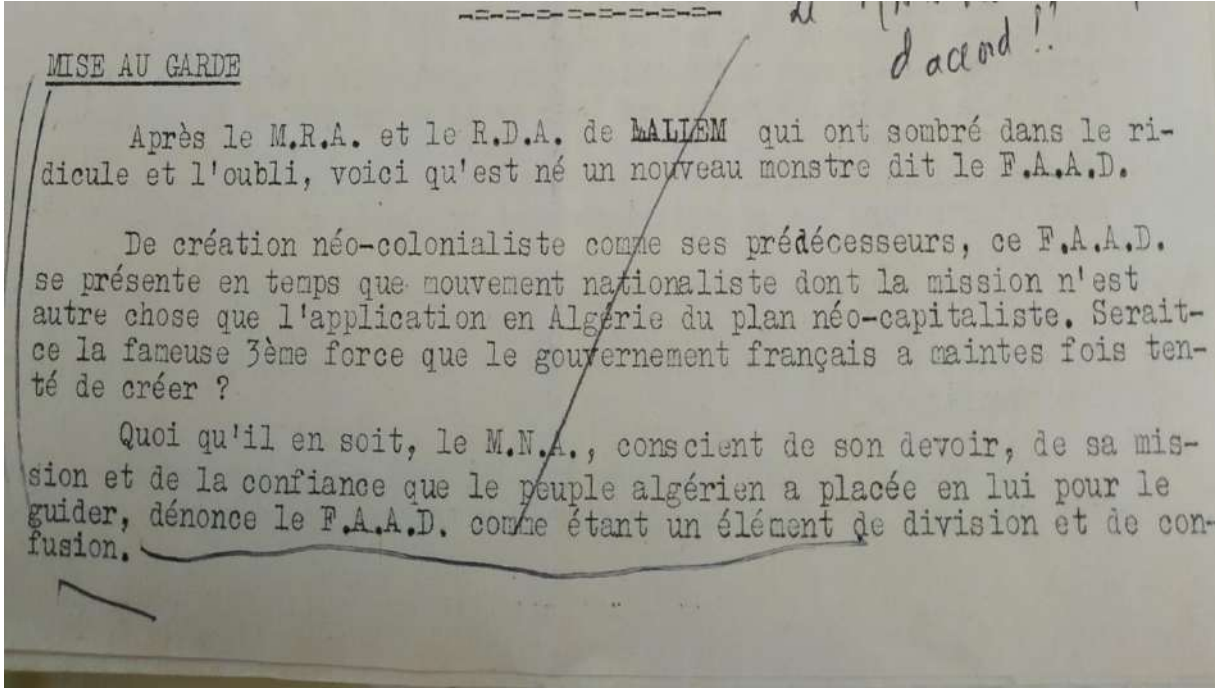 -=-=-=-=-=-=-=-=-
d'accord !!
MISE AU GARDE
Après le M.R.A. et le R.D.A. de LALLEM qui ont sombré dans le ri-
dicule et l'oubli, voici qu'est né un nouveau monstre dit le F.A.A.D.
De création néo-colonialiste comme ses prédécesseurs, ce F.A.A.D.
se présente en temps que mouvement nationaliste dont la mission n'est
autre chose que l'application en Algérie du plan néo-capitaliste. Serait-
ce la fameuse 3ème force que le gouvernement français a maintes fois ten-
té de créer ?
Quoi qu'il en soit, le M.N.A., conscient de son devoir, de sa mis-
sion et de la confiance que le peuple algérien a placée en lui pour le
guider, dénonce le F.A.A.D. comme étant un élément de division et de con-
fusion.